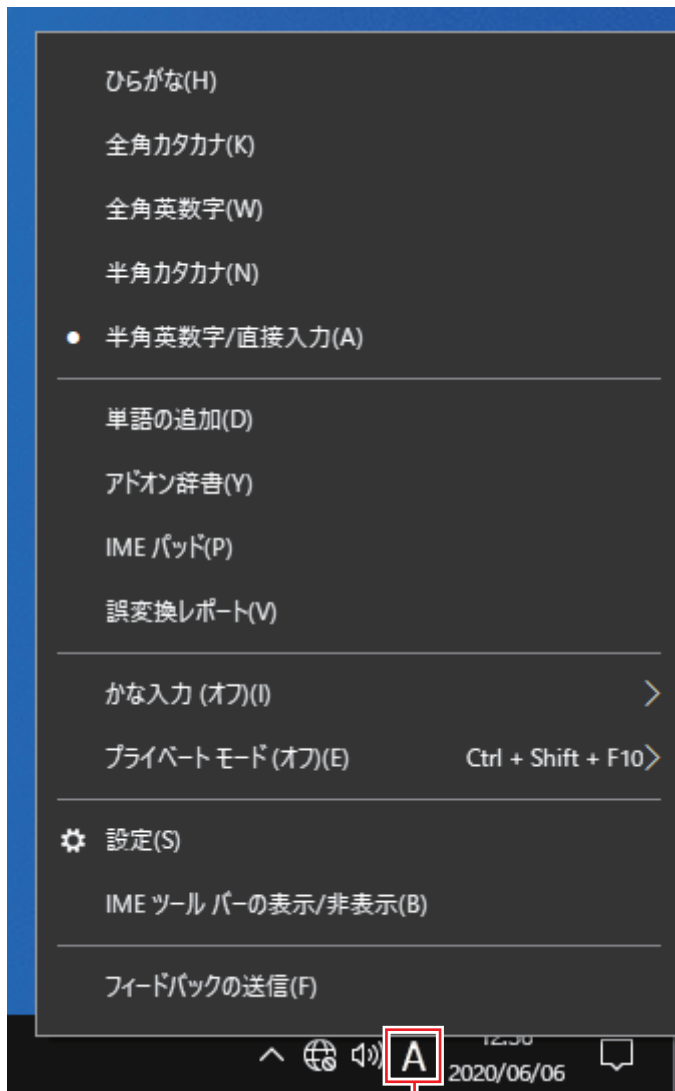 ひらがな(H)
全角カタカナ(K)
全角英数字(W)
半角カタカナ(N)
半角英数字/直接入力(A)
単語の追加(D)
アドオン辞書(Y)
IME パッド(P)
誤変換レポート(V)
かな入力 (オフ)(I)
プライベート モード (オフ)(E) Ctrl + Shift + F10
設定(S)
IME ツール バーの表示/非表示(B)
フィードバックの送信(F)
A
2020/06/06